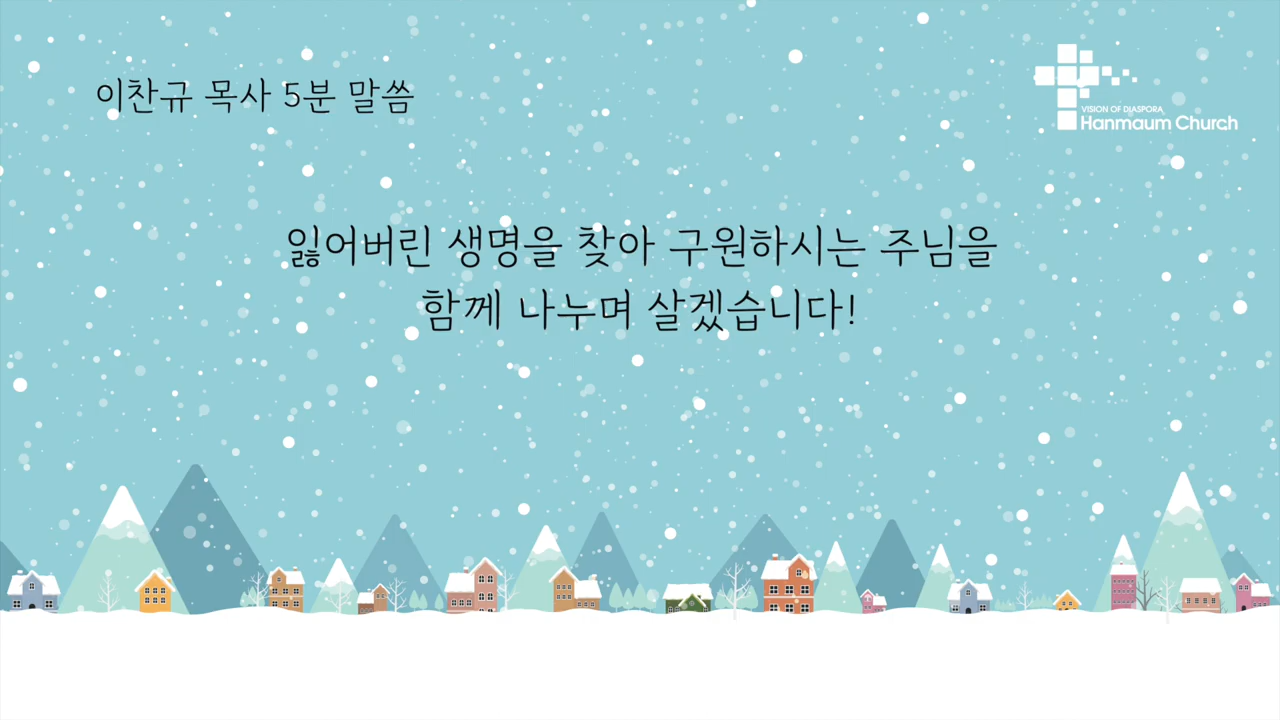 이찬규 목사 5분 말씀
VISION OF DIASPORA
Hanmaum Church
잃어버린 생명을 찾아 구원하시는 주님을
함께 나누며 살겠습니다!